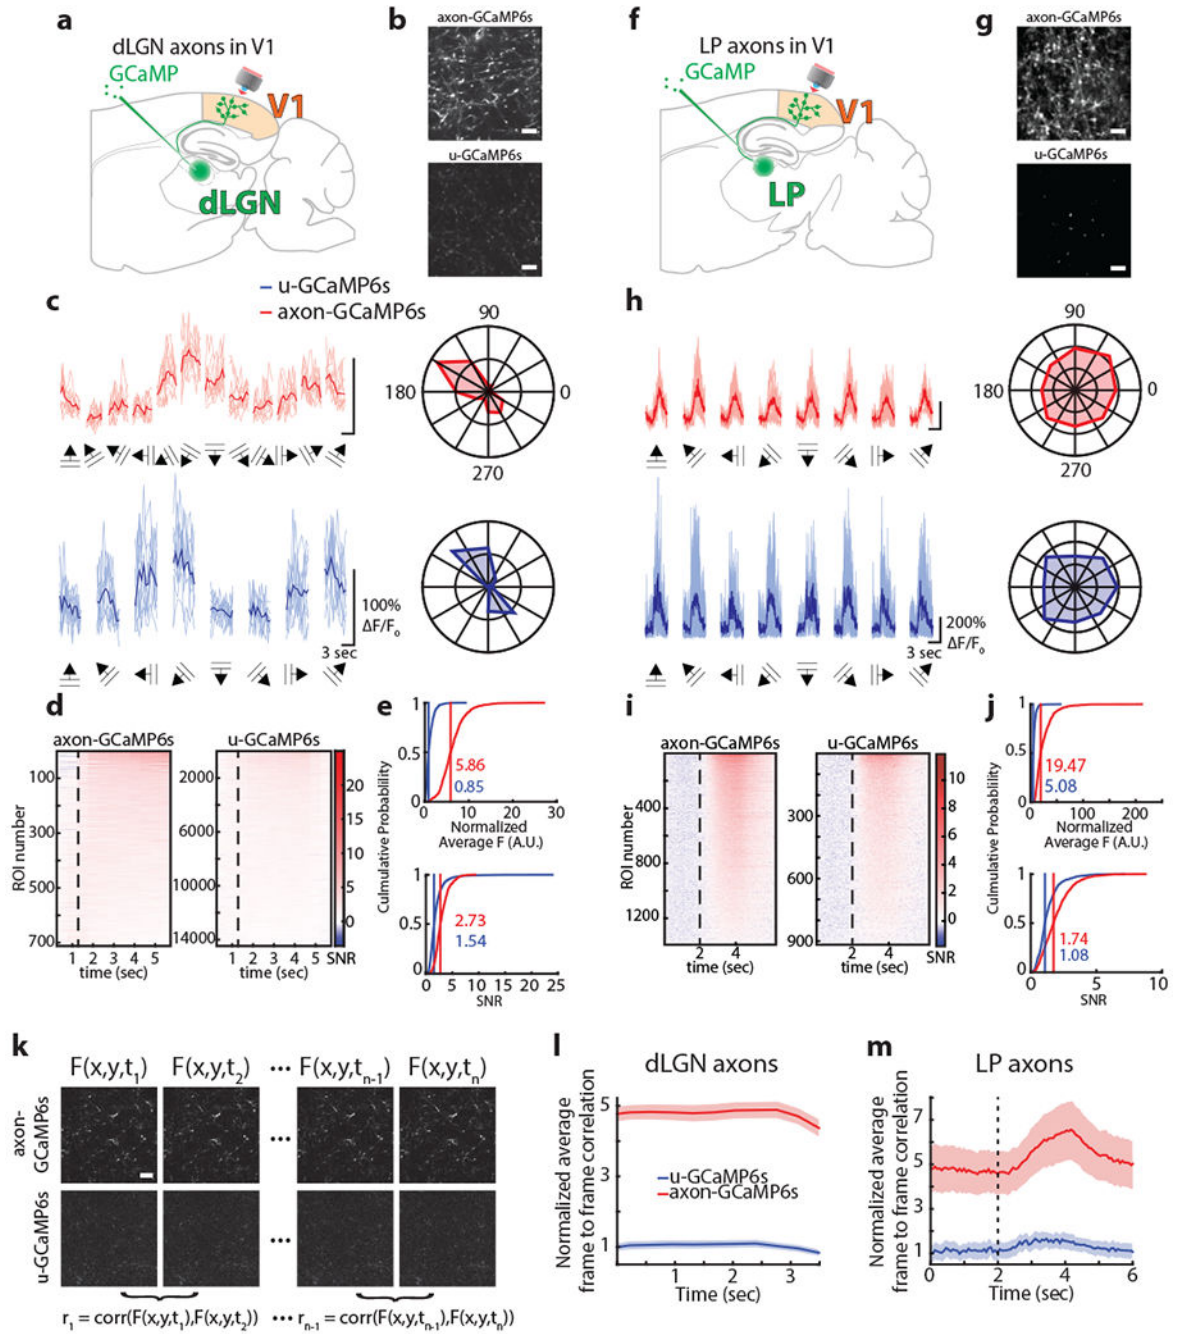 a
dLGN axons in V1
GCaMP
V1
dLGN
b
axon-GCaMP6s
u-GCaMP6s
f
LP axons in V1
GCaMP
V1
LP
g
axon-GCaMP6s
u-GCaMP6s
c
u-GCaMP6s
axon-GCaMP6s
90
180
0
270
100%
ΔF/F₀
3 sec
h
90
180
0
270
200%
ΔF/F₀
3 sec
d
axon-GCaMP6s
u-GCaMP6s
ROI number
100
300
500
700
1 2 3 4 5
time (sec)
2000
6000
10000
14000
1 2 3 4 5
time (sec)
20
15
10
5
0
SNR
e
Culmulative Probablility
1
0.5
0
5.86
0.85
0 10 20 30
Normalized
Average F (A.U.)
1
0.5
0
2.73
1.54
0 5 10 15 20 25
SNR
i
axon-GCaMP6s
u-GCaMP6s
ROI number
400
800
1200
2 4
time (sec)
300
600
900
2 4
time (sec)
10
8
6
4
2
0
SNR
j
Culmulative Probablility
1
0.5
0
19.47
5.08
0 100 200
Normalized
Average F (A.U.)
1
0.5
0
1.74
1.08
0 5 10
SNR
k
F(x,y,t₁) F(x,y,t₂) ••• F(x,y,tₙ₋₁) F(x,y,tₙ)
axon-
GCaMP6s
•••
u-GCaMP6s
•••
r₁ = corr(F(x,y,t₁),F(x,y,t₂)) ••• rₙ₋₁ = corr(F(x,y,tₙ₋₁),F(x,y,tₙ))
l
dLGN axons
Normalized average
frame to frame correlation
5
3
1
u-GCaMP6s
axon-GCaMP6s
1 2 3
Time (sec)
m
LP axons
Normalized average
frame to frame correlation
7
5
3
1
0 2 4 6
Time (sec)